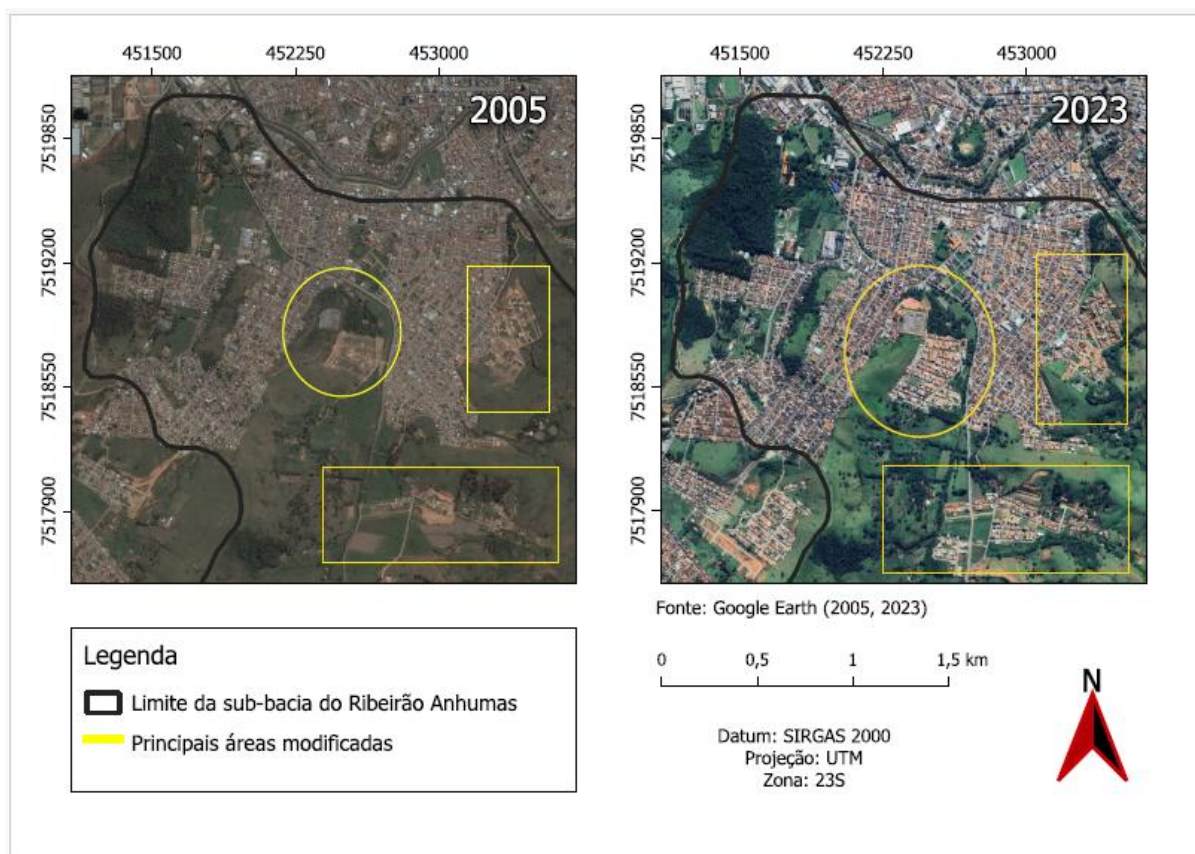 451500 452250 453000
2005
7519850
7519200
7518550
7517900
451500 452250 453000
2023
7519850
7519200
7518550
7517900
Fonte: Google Earth (2005, 2023)
Legenda
Limite da sub-bacia do Ribeirão Anhumas
Principais áreas modificadas
0 0,5 1 1,5 km
Datum: SIRGAS 2000
Projeção: UTM
Zona: 23S
N